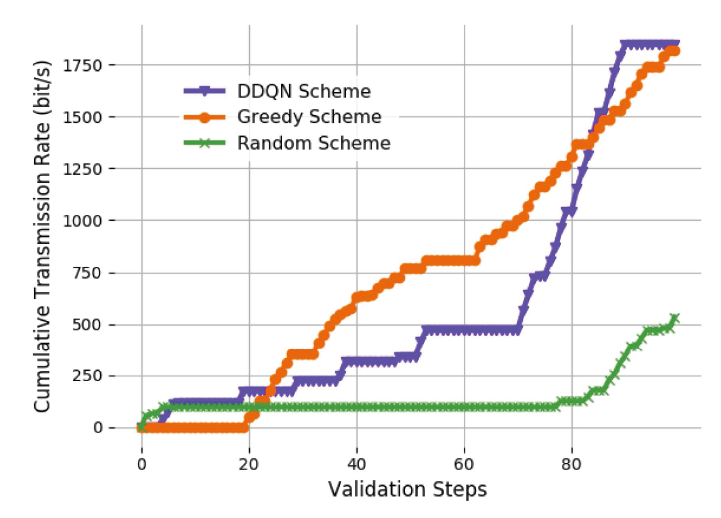 Cumulative Transmission Rate (bit/s)
1750
1500
1250
1000
750
500
250
0
DDQN Scheme
Greedy Scheme
Random Scheme
0 20 40 60 80
Validation Steps